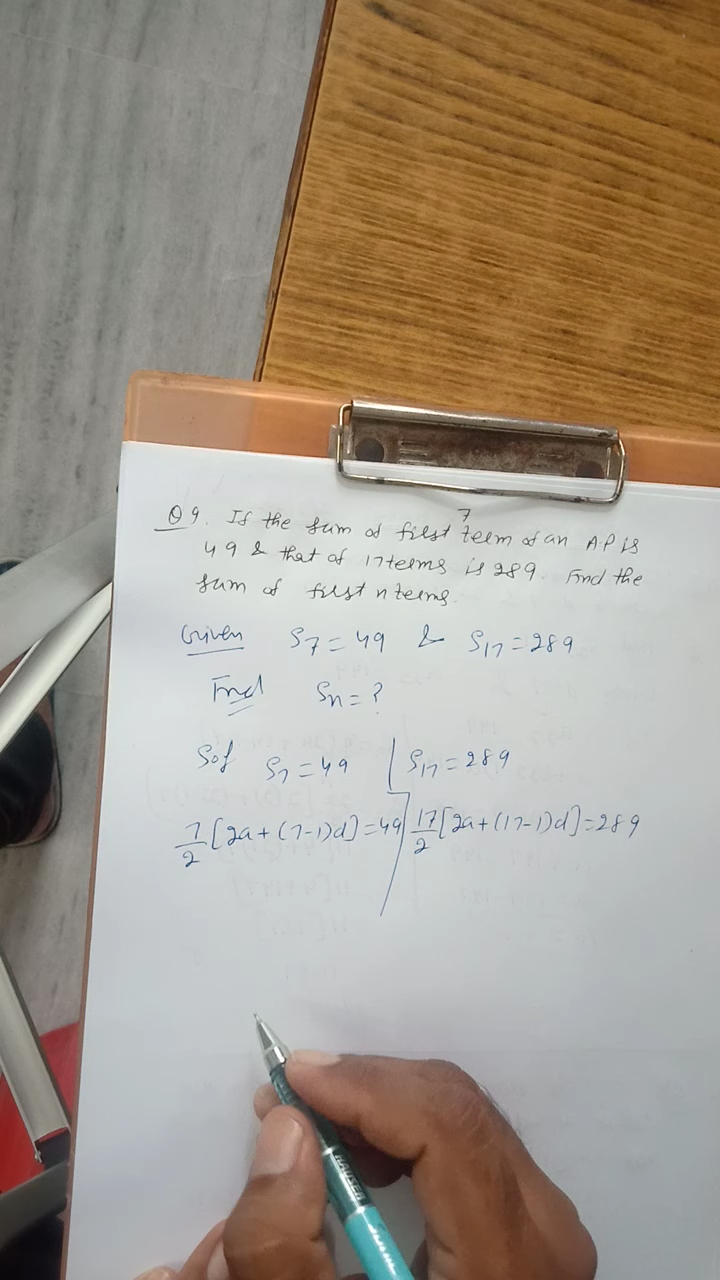 7
Q 9. If the sum of first term of an A.P is
49 & that of 17 terms is 289. Find the
sum of first n terms.
Given S7 = 49 & S17 = 289
Find Sn = ?
Sol S7 = 49 | S17 = 289
7/2 [2a + (7-1)d] = 49 | 17/2 [2a + (17-1)d] = 289
HAUSER